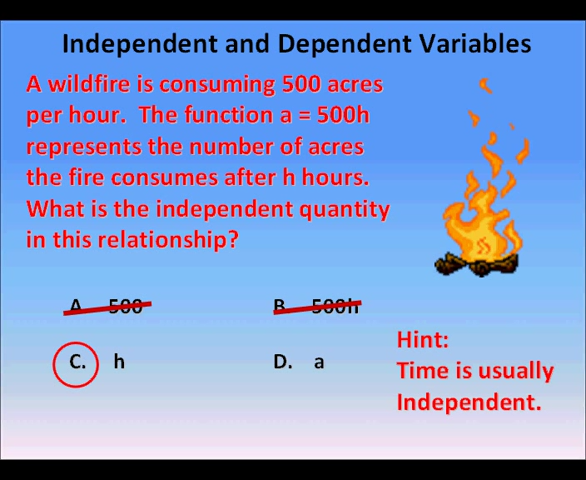 Independent and Dependent Variables
A wildfire is consuming 500 acres
per hour. The function a = 500h
represents the number of acres
the fire consumes after h hours.
What is the independent quantity
in this relationship?
A 500
B 500h
Hint:
C. h
D. a
Time is usually
Independent.